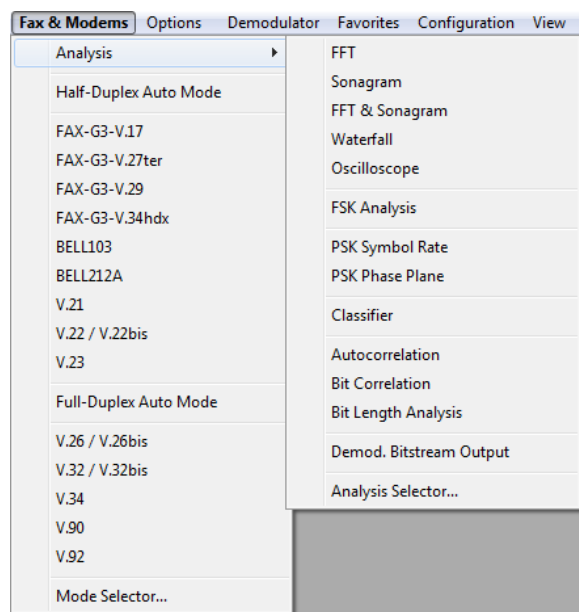 Fax & Modems Options Demodulator Favorites Configuration View
Analysis
Half-Duplex Auto Mode
FAX-G3-V.17
FAX-G3-V.27ter
FAX-G3-V.29
FAX-G3-V.34hdx
BELL103
BELL212A
V.21
V.22 / V.22bis
V.23
Full-Duplex Auto Mode
V.26 / V.26bis
V.32 / V.32bis
V.34
V.90
V.92
Mode Selector...
FFT
Sonagram
FFT & Sonagram
Waterfall
Oscilloscope
FSK Analysis
PSK Symbol Rate
PSK Phase Plane
Classifier
Autocorrelation
Bit Correlation
Bit Length Analysis
Demod. Bitstream Output
Analysis Selector...